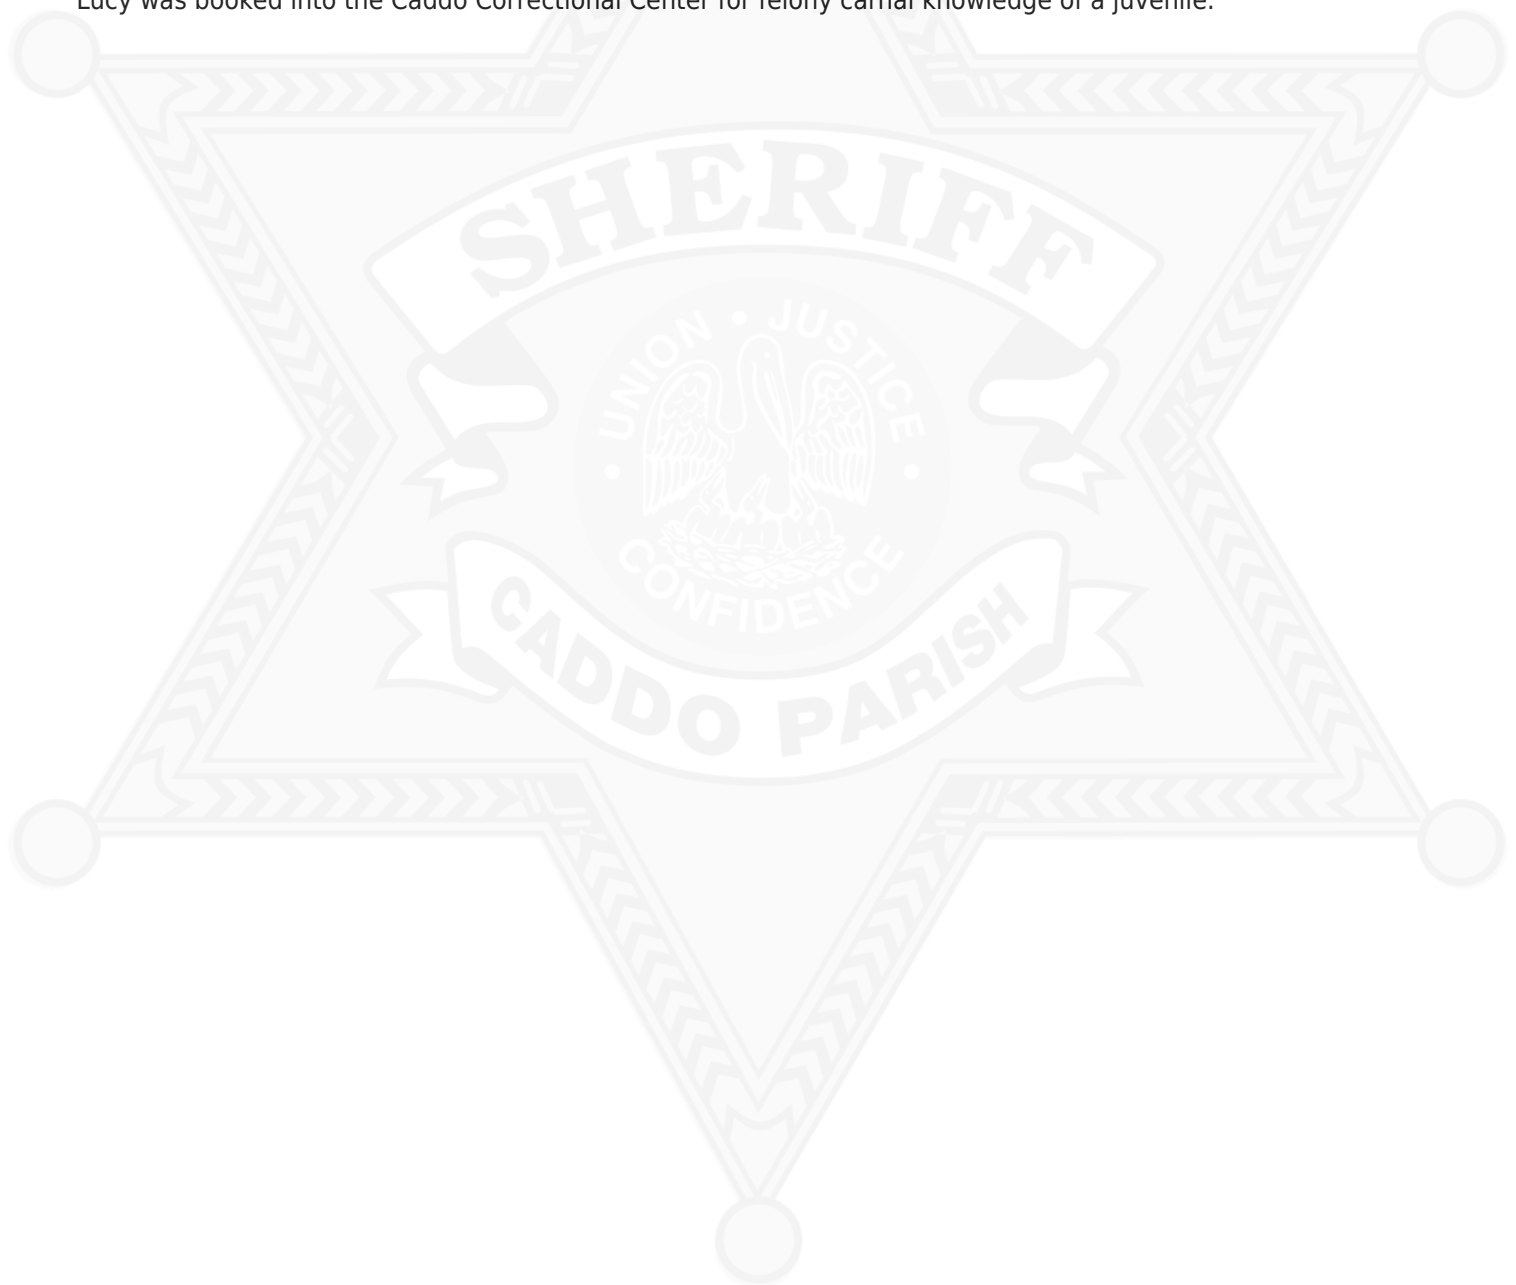 Lucy was booked into the Caddo Correctional Center for felony carnal knowledge of a juvenile.
SHERIFF
UNION • JUSTICE
• CONFIDENCE •
CADDO PARISH